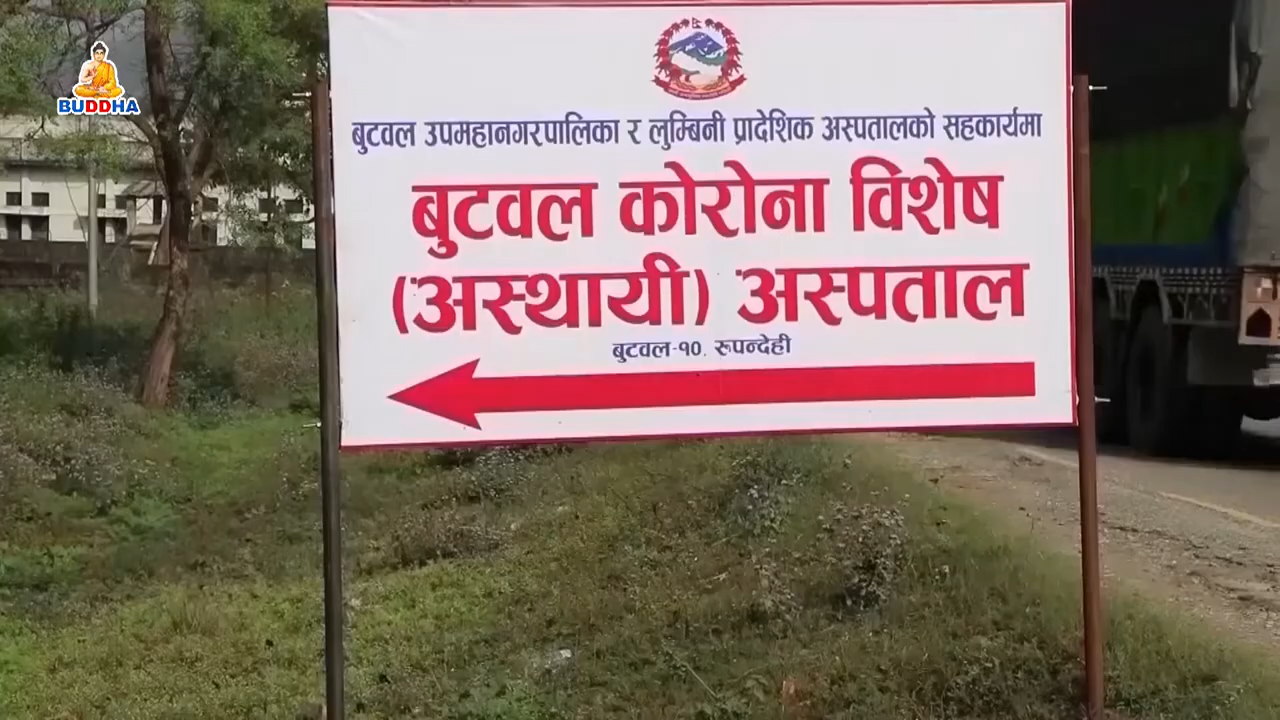 BUDDHA
बुटवल उपमहानगरपालिका र लुम्बिनी प्रादेशिक अस्पतालको सहकार्यमा
बुटवल कोरोना विशेष
(अस्थायी) अस्पताल
बुटवल-१०, रुपन्देही